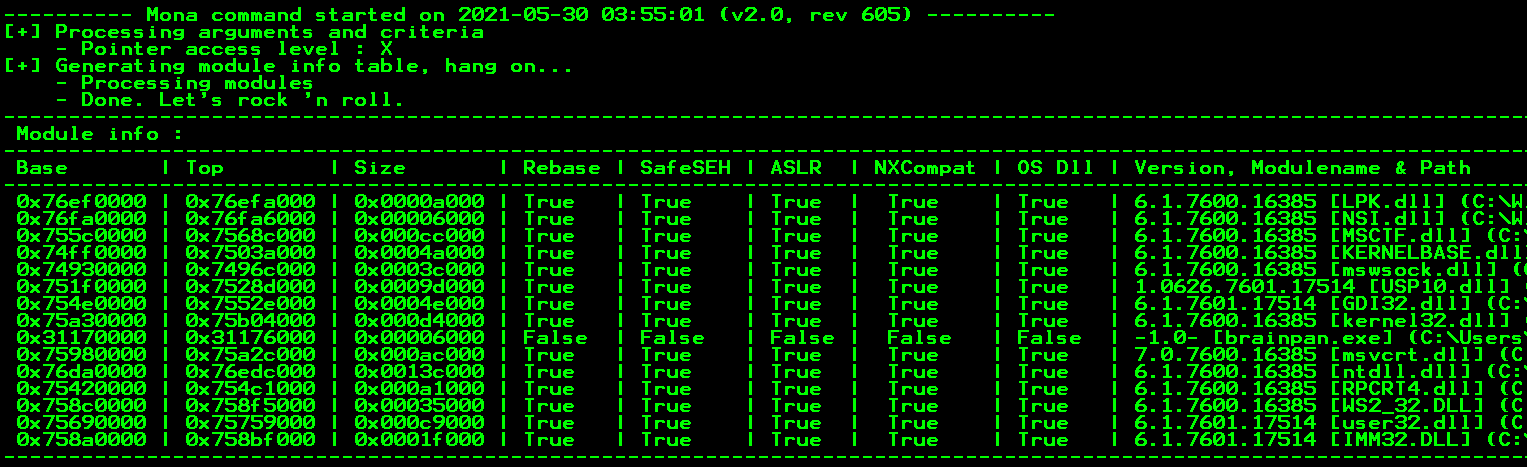 ---------- Mona command started on 2021-05-30 03:55:01 (v2.0, rev 605) ----------
[+] Processing arguments and criteria
    - Pointer access level : X
[+] Generating module info table, hang on...
    - Processing modules
    - Done. Let's rock 'n roll.
----------------------------------------------------------------------------------------------------------------------
 Module info :
----------------------------------------------------------------------------------------------------------------------
 Base       | Top        | Size       | Rebase | SafeSEH | ASLR  | NXCompat | OS Dll | Version, Modulename & Path
----------------------------------------------------------------------------------------------------------------------
 0x76ef0000 | 0x76efa000 | 0x0000a000 | True   | True    | True  |  True    | True   | 6.1.7600.16385 [LPK.dll] (C:\W
 0x76fa0000 | 0x76fa6000 | 0x00006000 | True   | True    | True  |  True    | True   | 6.1.7600.16385 [NSI.dll] (C:\W
 0x755c0000 | 0x7568c000 | 0x000cc000 | True   | True    | True  |  True    | True   | 6.1.7600.16385 [MSCTF.dll] (C:\
 0x74ff0000 | 0x7503a000 | 0x0004a000 | True   | True    | True  |  True    | True   | 6.1.7600.16385 [KERNELBASE.dll
 0x74930000 | 0x7496c000 | 0x0003c000 | True   | True    | True  |  True    | True   | 6.1.7600.16385 [mswsock.dll] (
 0x751f0000 | 0x7528d000 | 0x0009d000 | True   | True    | True  |  True    | True   | 1.0626.7601.17514 [USP10.dll] (
 0x754e0000 | 0x7552e000 | 0x0004e000 | True   | True    | True  |  True    | True   | 6.1.7601.17514 [GDI32.dll] (C:\
 0x75a30000 | 0x75b04000 | 0x000d4000 | True   | True    | True  |  True    | True   | 6.1.7600.16385 [kernel32.dll] (
 0x31170000 | 0x31176000 | 0x00006000 | False  | False   | False |  False   | False  | -1.0- [brainpan.exe] (C:\Users\
 0x75980000 | 0x75a2c000 | 0x000ac000 | True   | True    | True  |  True    | True   | 7.0.7600.16385 [msvcrt.dll] (C
 0x76da0000 | 0x76edc000 | 0x0013c000 | True   | True    | True  |  True    | True   | 6.1.7600.16385 [ntdll.dll] (C:\
 0x75420000 | 0x754c1000 | 0x000a1000 | True   | True    | True  |  True    | True   | 6.1.7600.16385 [RPCRT4.dll] (C
 0x758c0000 | 0x758f5000 | 0x00035000 | True   | True    | True  |  True    | True   | 6.1.7600.16385 [WS2_32.DLL] (C
 0x75690000 | 0x75759000 | 0x000c9000 | True   | True    | True  |  True    | True   | 6.1.7601.17514 [user32.dll] (C
 0x758a0000 | 0x758bf000 | 0x0001f000 | True   | True    | True  |  True    | True   | 6.1.7601.17514 [IMM32.DLL] (C:\
----------------------------------------------------------------------------------------------------------------------